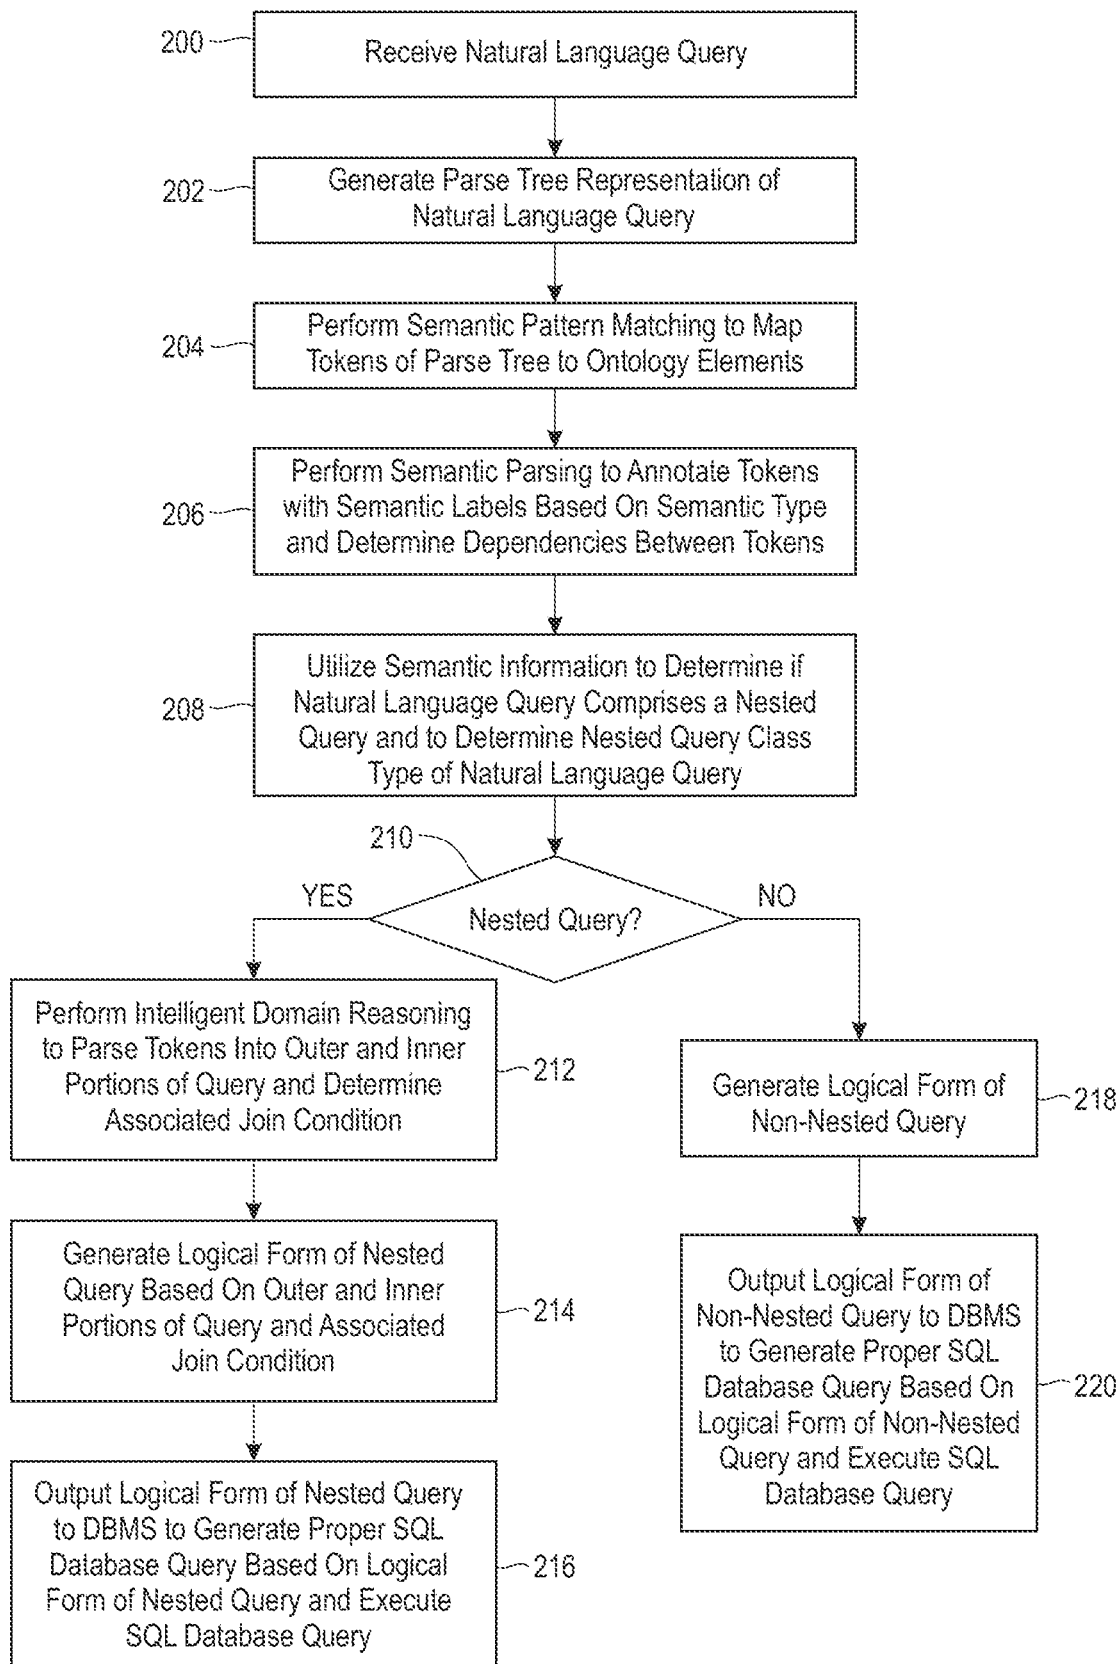 200
Receive Natural Language Query
202
Generate Parse Tree Representation of
Natural Language Query
204
Perform Semantic Pattern Matching to Map
Tokens of Parse Tree to Ontology Elements
206
Perform Semantic Parsing to Annotate Tokens
with Semantic Labels Based On Semantic Type
and Determine Dependencies Between Tokens
208
Utilize Semantic Information to Determine if
Natural Language Query Comprises a Nested
Query and to Determine Nested Query Class
Type of Natural Language Query
210
YES
Nested Query?
NO
Perform Intelligent Domain Reasoning
to Parse Tokens Into Outer and Inner
Portions of Query and Determine
Associated Join Condition
212
Generate Logical Form of Nested
Query Based On Outer and Inner
Portions of Query and Associated
Join Condition
214
Output Logical Form of Nested Query
to DBMS to Generate Proper SQL
Database Query Based On Logical
Form of Nested Query and Execute
SQL Database Query
216
Generate Logical Form of
Non-Nested Query
218
Output Logical Form of
Non-Nested Query to DBMS
to Generate Proper SQL
Database Query Based On
Logical Form of Non-Nested
Query and Execute SQL
Database Query
220